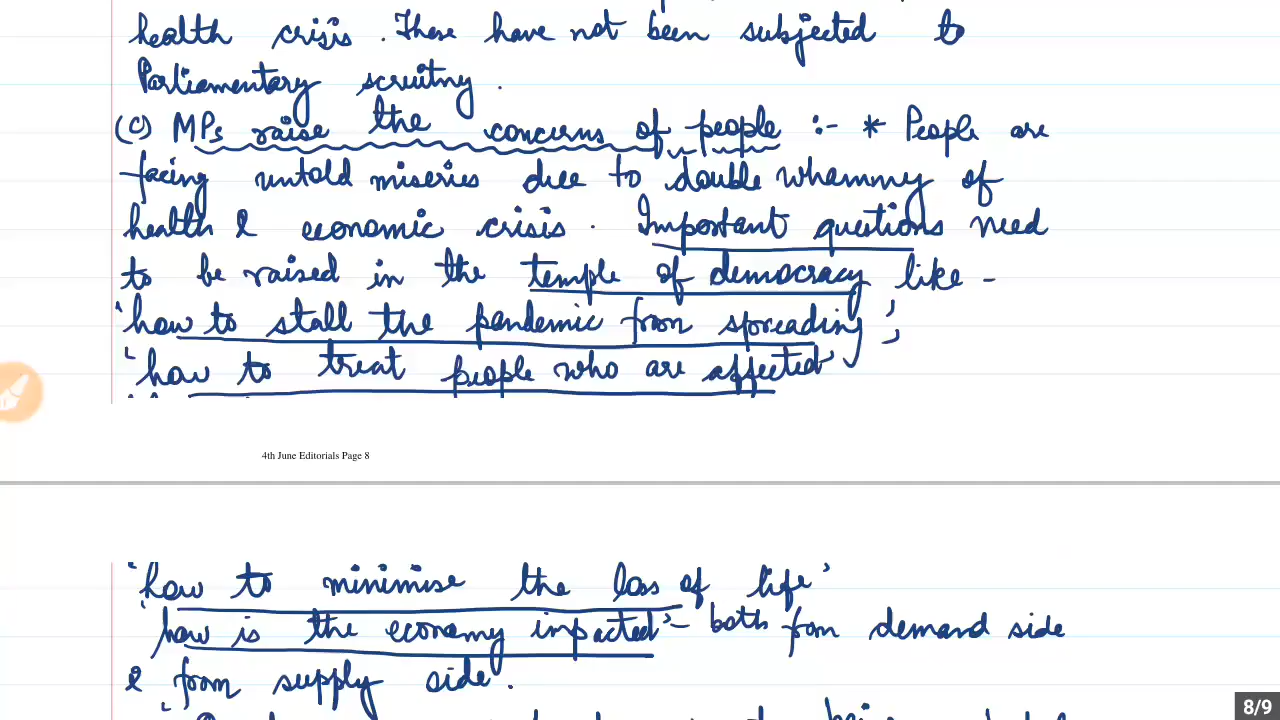 health crisis. These have not been subjected to
Parliamentary scruitny.
(C) MPs raise the concerns of people :- * People are
facing untold miseries due to double whammy of
health & economic crisis. Important questions need
to be raised in the temple of democracy like -
'how to stall the pandemic from spreading',
'how to treat people who are affected'
4th June Editorials Page 8
'how to minimise the loss of life'
'how is the economy impacted' - both from demand side
& from supply side.
being
8/9